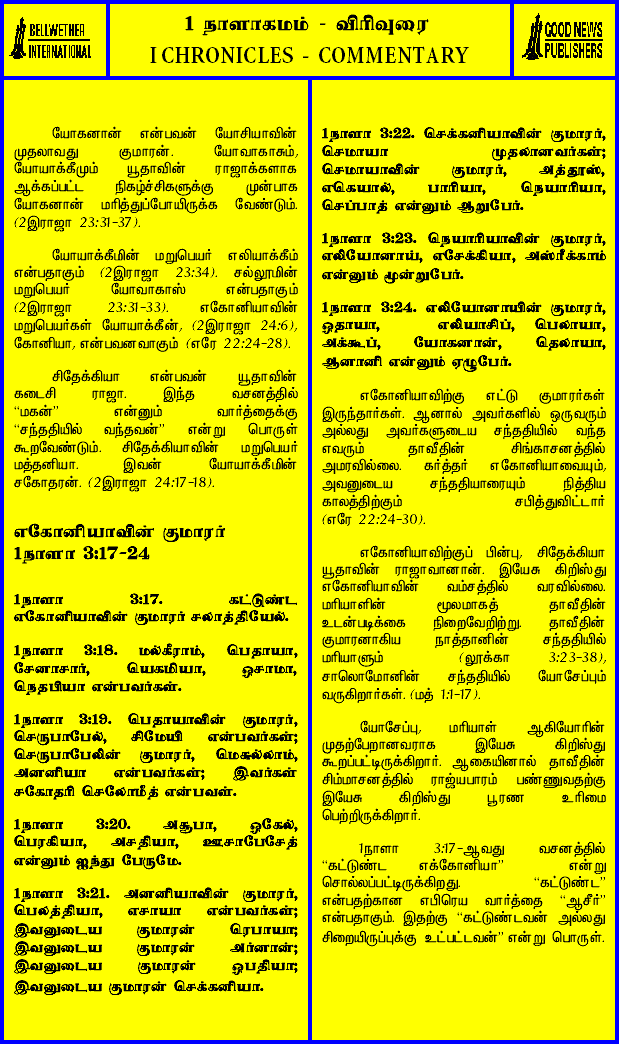 BELLWETHER
INTERNATIONAL
1 நாளாகமம் - விரிவுரை
I CHRONICLES - COMMENTARY
GOOD NEWS
PUBLISHERS
யோகனான் என்பவன் யோசியாவின்
முதலாவது குமாரன். யோவாகாசும்,
யோயாக்கீமும் யூதாவின் ராஜாக்களாக
ஆக்கப்பட்ட நிகழ்ச்சிகளுக்கு முன்பாக
யோகனான் மரித்துப்போயிருக்க வேண்டும்.
(2இராஜா 23:31-37).
யோயாக்கீமின் மறுபெயர் எலியாக்கீம்
என்பதாகும் (2இராஜா 23:34). சல்லூமின்
மறுபெயர் யோவாகாஸ் என்பதாகும்
(2இராஜா 23:31-33). எகோனியாவின்
மறுபெயர்கள் யோயாக்கீன், (2இராஜா 24:6),
கோனியா, என்பவனவாகும் (எரே 22:24-28).
சிதேக்கியா என்பவன் யூதாவின்
கடைசி ராஜா. இந்த வசனத்தில்
“மகன்” என்னும் வார்த்தைக்கு
“சந்ததியில் வந்தவன்” என்று பொருள்
கூறவேண்டும். சிதேக்கியாவின் மறுபெயர்
மத்தனியா. இவன் யோயாக்கீமின்
சகோதரன். (2இராஜா 24:17-18).
எகோனியாவின் குமாரர்
1நாளா 3:17-24
1நாளா 3:17. கட்டுண்ட
எகோனியாவின் குமாரர் சலாத்தியேல்.
1நாளா 3:18. மல்கீராம், பெதாயா,
சேனாசார், யெகமியா, ஒசாமா,
நெதபியா என்பவர்கள்.
1நாளா 3:19. பெதாயாவின் குமாரர்,
செருபாபேல், சிமேயி என்பவர்கள்;
செருபாபேலின் குமாரர், மெசுல்லாம்,
அனனியா என்பவர்கள்; இவர்கள்
சகோதரி செலோமீத் என்பவள்.
1நாளா 3:20. அசூபா, ஒகேல்,
பெரகியா, அசதியா, ஊசாபேசேத்
என்னும் ஐந்து பேருமே.
1நாளா 3:21. அனனியாவின் குமாரர்,
பெலத்தியா, எசாயா என்பவர்கள்;
இவனுடைய குமாரன் ரெபாயா;
இவனுடைய குமாரன் அர்னான்;
இவனுடைய குமாரன் ஒபதியா;
இவனுடைய குமாரன் செக்கனியா.
1நாளா 3:22. செக்கனியாவின் குமாரர்,
செமாயா முதலானவர்கள்;
செமாயாவின் குமாரர், அத்தூஸ்,
எகெயால், பாரியா, நெயாரியா,
செப்பாத் என்னும் ஆறுபேர்.
1நாளா 3:23. நெயாரியாவின் குமாரர்,
எலியோனாய், எசேக்கியா, அஸ்ரீக்காம்
என்னும் மூன்றுபேர்.
1நாளா 3:24. எலியோனாயின் குமாரர்,
ஒதாயா, எலியாசிப், பெலாயா,
அக்கூப், யோகனான், தெலாயா,
ஆனானி என்னும் ஏழுபேர்.
எகோனியாவிற்கு எட்டு குமாரர்கள்
இருந்தார்கள். ஆனால் அவர்களில் ஒருவரும்
அல்லது அவர்களுடைய சந்ததியில் வந்த
எவரும் தாவீதின் சிங்காசனத்தில்
அமரவில்லை. கர்த்தர் எகோனியாவையும்,
அவனுடைய சந்ததியாரையும் நித்திய
காலத்திற்கும் சபித்துவிட்டார்
(எரே 22:24-30).
எகோனியாவிற்குப் பின்பு, சிதேக்கியா
யூதாவின் ராஜாவானான். இயேசு கிறிஸ்து
எகோனியாவின் வம்சத்தில் வரவில்லை.
மரியாளின் மூலமாகத் தாவீதின்
உடன்படிக்கை நிறைவேறிற்று. தாவீதின்
குமாரனாகிய நாத்தானின் சந்ததியில்
மரியாளும் (லூக்கா 3:23-38),
சாலொமோனின் சந்ததியில் யோசேப்பும்
வருகிறார்கள். (மத் 1:1-17).
யோசேப்பு, மரியாள் ஆகியோரின்
முதற்பேறானவராக இயேசு கிறிஸ்து
கூறப்பட்டிருக்கிறார். ஆகையினால் தாவீதின்
சிம்மாசனத்தில் ராஜ்யபாரம் பண்ணுவதற்கு
இயேசு கிறிஸ்து பூரண உரிமை
பெற்றிருக்கிறார்.
1நாளா 3:17-ஆவது வசனத்தில்
“கட்டுண்ட எக்கோனியா” என்று
சொல்லப்பட்டிருக்கிறது. “கட்டுண்ட”
என்பதற்கான எபிரெய வார்த்தை “ஆசீர்”
என்பதாகும். இதற்கு “கட்டுண்டவன் அல்லது
சிறையிருப்புக்கு உட்பட்டவன்” என்று பொருள்.